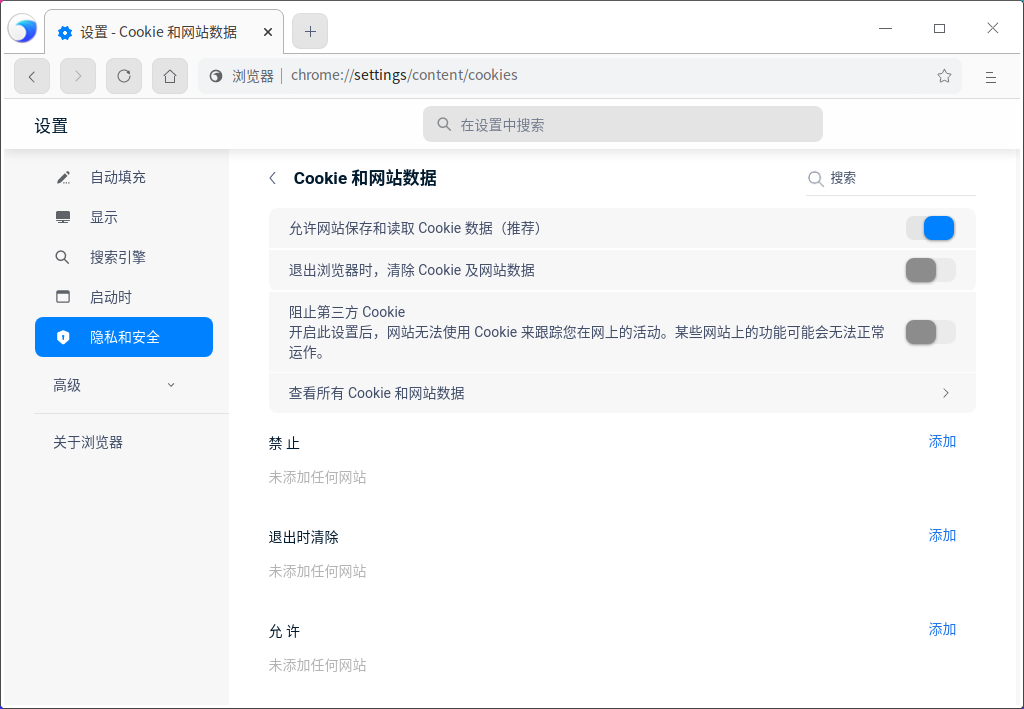 设置 - Cookie 和网站数据
浏览器 | chrome://settings/content/cookies
设置
在设置中搜索
自动填充
显示
搜索引擎
启动时
隐私和安全
高级
关于浏览器
Cookie 和网站数据
搜索
允许网站保存和读取 Cookie 数据（推荐）
退出浏览器时，清除 Cookie 及网站数据
阻止第三方 Cookie
开启此设置后，网站无法使用 Cookie 来跟踪您在网上的活动。某些网站上的功能可能会无法正常
运作。
查看所有 Cookie 和网站数据
禁 止
添加
未添加任何网站
退出时清除
添加
未添加任何网站
允 许
添加
未添加任何网站